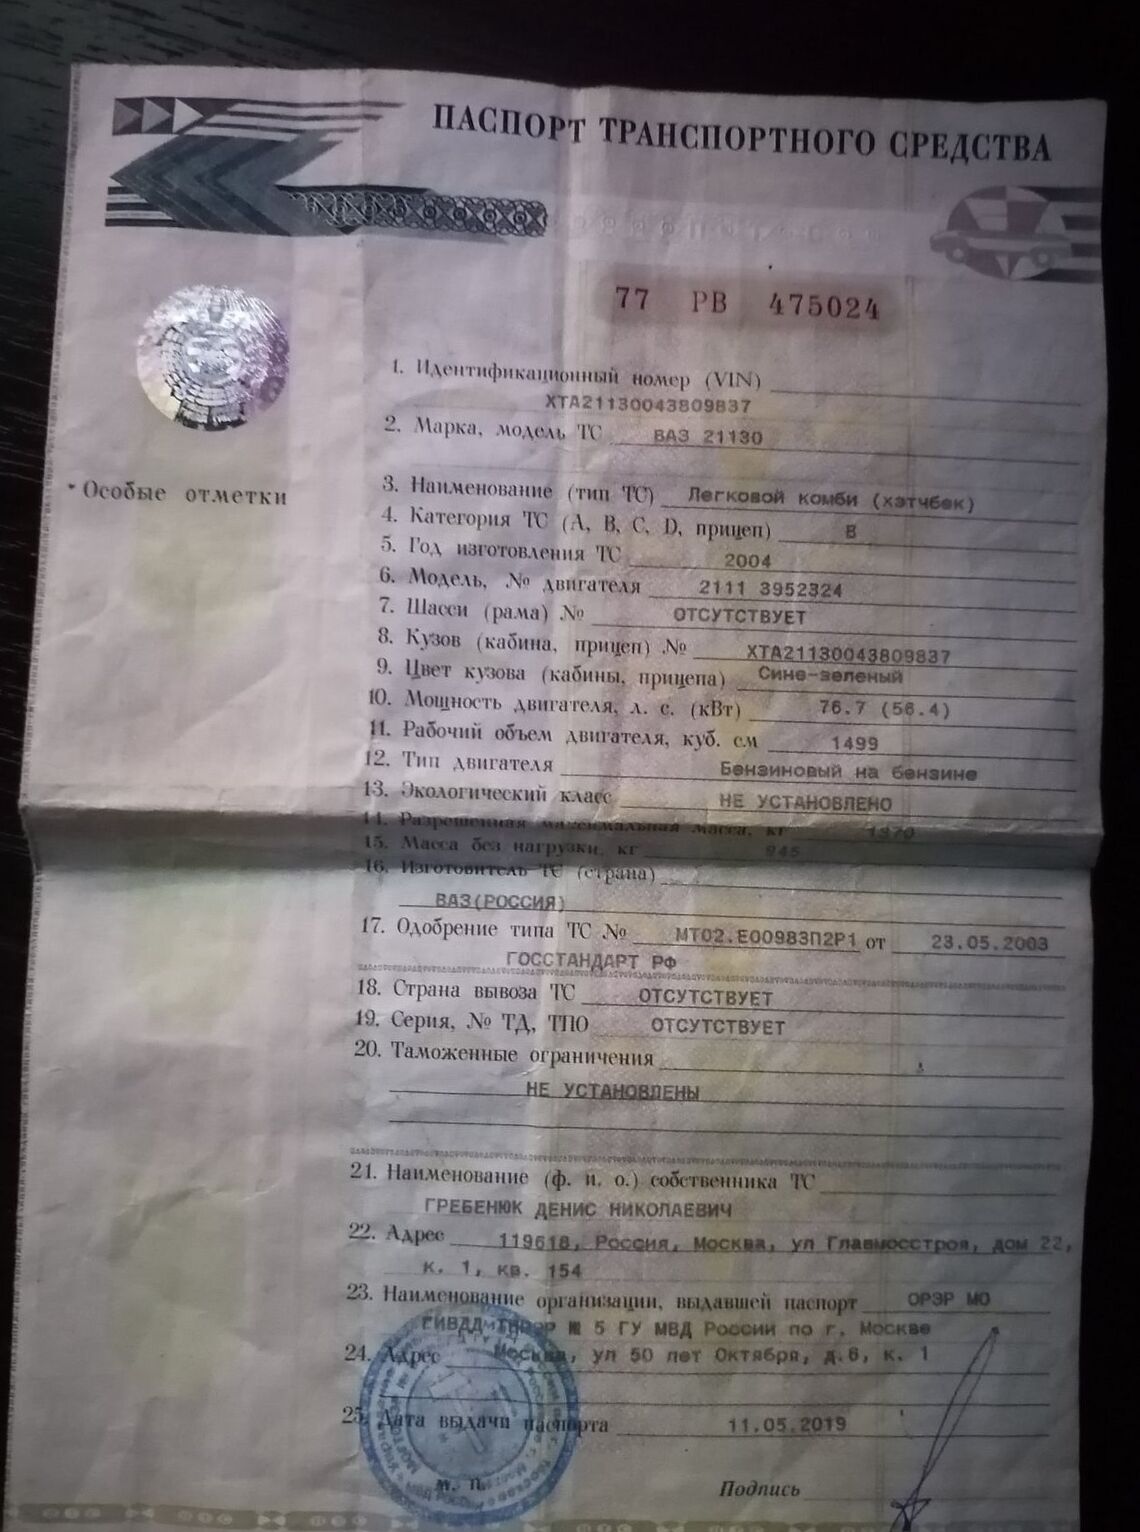 ПАСПОРТ ТРАНСПОРТНОГО СРЕДСТВА
77 РВ 475024
* Особые отметки
1. Идентификационный номер (VIN)
XTA21130043809837
2. Марка, модель ТС ВАЗ 21130
3. Наименование (тип ТС) Легковой комби (хэтчбек)
4. Категория ТС (A, B, C, D, прицеп) B
5. Год изготовления ТС 2004
6. Модель, № двигателя 2111 3952324
7. Шасси (рама) № ОТСУТСТВУЕТ
8. Кузов (кабина, прицеп) № XTA21130043809837
9. Цвет кузова (кабины, прицепа) Сине-зеленый
10. Мощность двигателя, л. с. (кВт) 76.7 (56.4)
11. Рабочий объем двигателя, куб. см 1499
12. Тип двигателя Бензиновый на бензине
13. Экологический класс НЕ УСТАНОВЛЕНО
14. Разрешенная максимальная масса, кг 1370
15. Масса без нагрузки, кг 945
16. Изготовитель ТС (страна)
ВАЗ(РОССИЯ)
17. Одобрение типа ТС № МТ02.Е00983П2Р1 от 23.05.2003
ГОССТАНДАРТ РФ
18. Страна вывоза ТС ОТСУТСТВУЕТ
19. Серия, № ТД, ТПО ОТСУТСТВУЕТ
20. Таможенные ограничения
НЕ УСТАНОВЛЕНЫ
21. Наименование (ф. и. о.) собственника ТС
ГРЕБЕНЮК ДЕНИС НИКОЛАЕВИЧ
22. Адрес 119618, Россия, Москва, ул Главмосстроя, дом 22,
к. 1, кв. 154
23. Наименование организации, выдавшей паспорт ОРЭР МО
ГИБДД ТНРЭР № 5 ГУ МВД России по г. Москве
24. Адрес Москва, ул 50 лет Октября, д.6, к. 1
25. Дата выдачи паспорта 11.05.2019
М. П.
Подпись